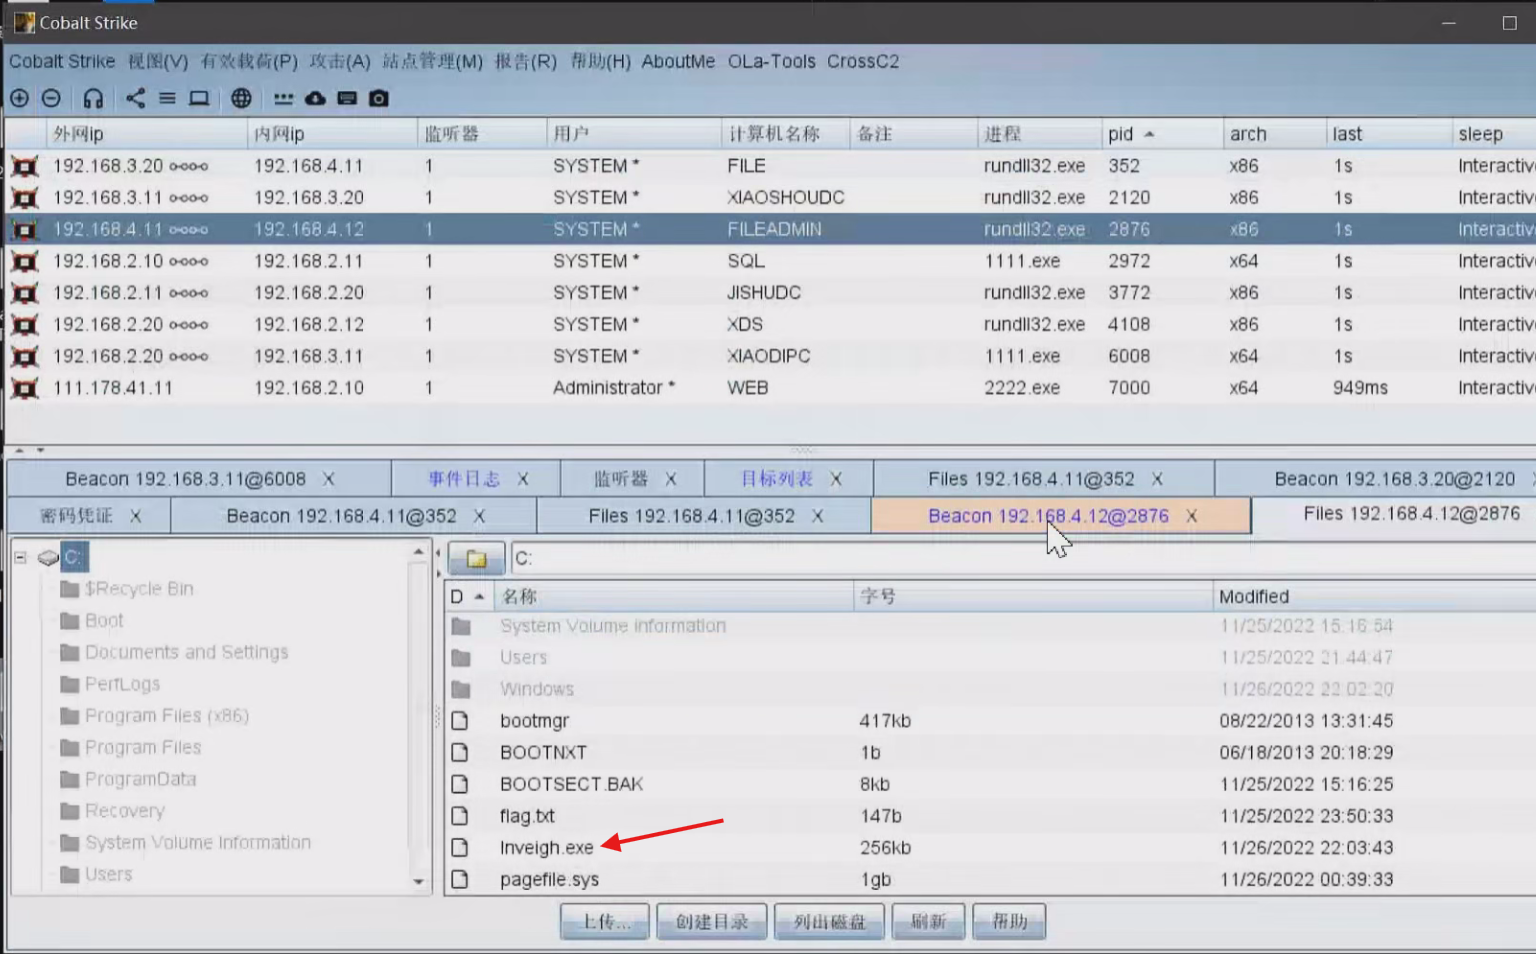 Cobalt Strike
Cobalt Strike 视图(V) 有效载荷(P) 攻击(A) 站点管理(M) 报告(R) 帮助(H) AboutMe OLa-Tools CrossC2
外网ip 内网ip 监听器 用户 计算机名称 备注 进程 pid arch last sleep
192.168.3.20 192.168.4.11 1 SYSTEM * FILE rundll32.exe 352 x86 1s Interactiv
192.168.3.11 192.168.3.20 1 SYSTEM * XIAOSHOUDC rundll32.exe 2120 x86 1s Interactiv
192.168.4.11 192.168.4.12 1 SYSTEM * FILEADMIN rundll32.exe 2876 x86 1s Interactiv
192.168.2.10 192.168.2.11 1 SYSTEM * SQL 1111.exe 2972 x64 1s Interactiv
192.168.2.11 192.168.2.20 1 SYSTEM * JISHUDC rundll32.exe 3772 x86 1s Interactiv
192.168.2.20 192.168.2.12 1 SYSTEM * XDS rundll32.exe 4108 x86 1s Interactiv
192.168.2.20 192.168.3.11 1 SYSTEM * XIAODIPC 1111.exe 6008 x64 1s Interactiv
111.178.41.11 192.168.2.10 1 Administrator * WEB 2222.exe 7000 x64 949ms Interactiv
Beacon 192.168.3.11@6008 X 事件日志 X 监听器 X 目标列表 X Files 192.168.4.11@352 X Beacon 192.168.3.20@2120
密码凭证 X Beacon 192.168.4.11@352 X Files 192.168.4.11@352 X Beacon 192.168.4.12@2876 X Files 192.168.4.12@2876
C:
$Recycle Bin
Boot
Documents and Settings
PerfLogs
Program Files (x86)
Program Files
ProgramData
Recovery
System Volume Information
Users
C:
D 名称 字号 Modified
System Volume Information 11/25/2022 15:16:54
Users 11/25/2022 21:44:47
Windows 11/26/2022 22:02:20
bootmgr 417kb 08/22/2013 13:31:45
BOOTNXT 1b 06/18/2013 20:18:29
BOOTSECT.BAK 8kb 11/25/2022 15:16:25
flag.txt 147b 11/25/2022 23:50:33
Inveigh.exe 256kb 11/26/2022 22:03:43
pagefile.sys 1gb 11/26/2022 00:39:33
上传... 创建目录 列出磁盘 刷新 帮助